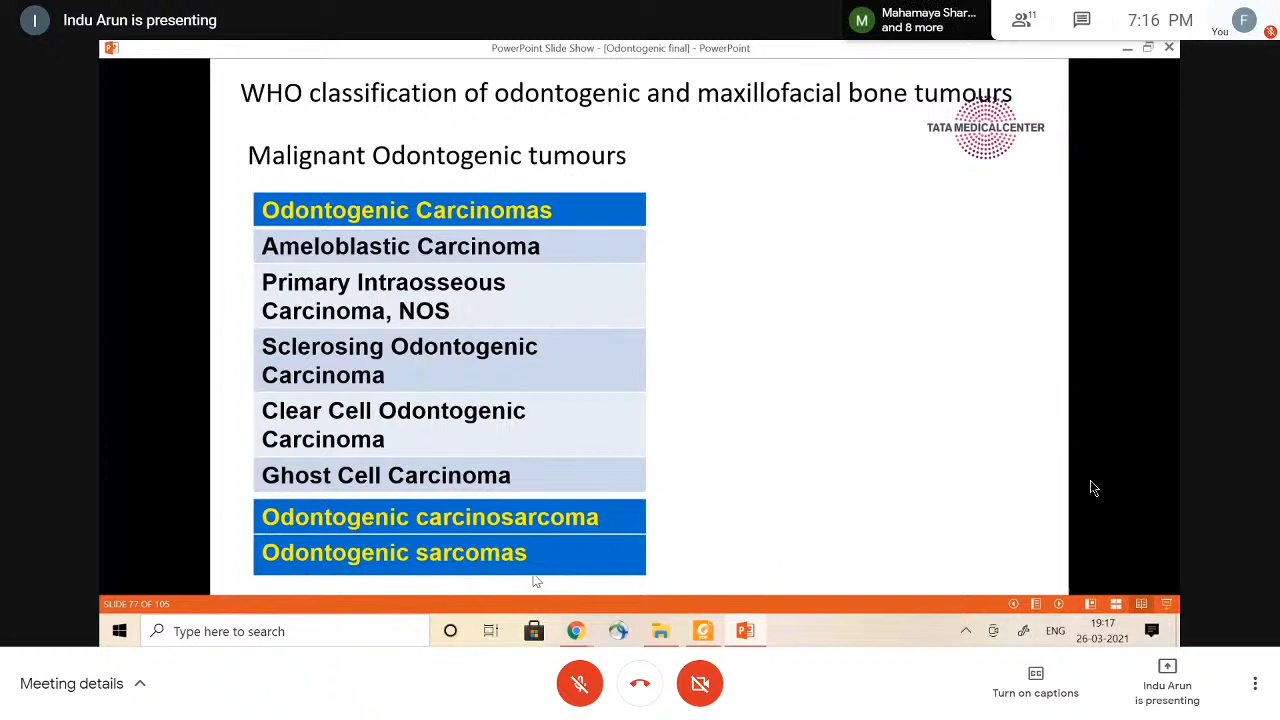 I
Indu Arun is presenting
M
Mahamaya Shar...
and 8 more
11
7:16 PM
F
You
PowerPoint Slide Show - [Odontogenic final] - PowerPoint
WHO classification of odontogenic and maxillofacial bone tumours
TATA MEDICAL CENTER
Malignant Odontogenic tumours
Odontogenic Carcinomas
Ameloblastic Carcinoma
Primary Intraosseous
Carcinoma, NOS
Sclerosing Odontogenic
Carcinoma
Clear Cell Odontogenic
Carcinoma
Ghost Cell Carcinoma
Odontogenic carcinosarcoma
Odontogenic sarcomas
SLIDE 77 OF 105
Type here to search
ENG
19:17
26-03-2021
Meeting details
CC
Turn on captions
Indu Arun
is presenting